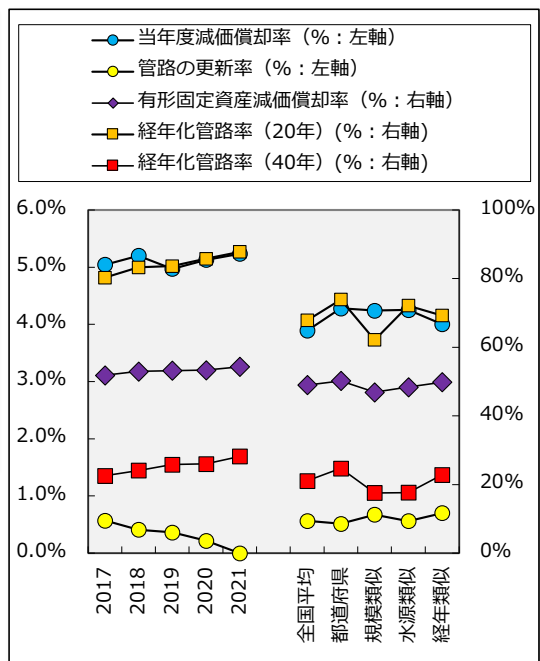 当年度減価償却率（%：左軸）
管路の更新率（%：左軸）
有形固定資産減価償却率（%：右軸）
経年化管路率（20年）(%：右軸)
経年化管路率（40年）(%：右軸)
6.0%
5.0%
4.0%
3.0%
2.0%
1.0%
0.0%
100%
80%
60%
40%
20%
0%
2017
2018
2019
2020
2021
全国平均
都道府県
規模類似
水源類似
経年類似